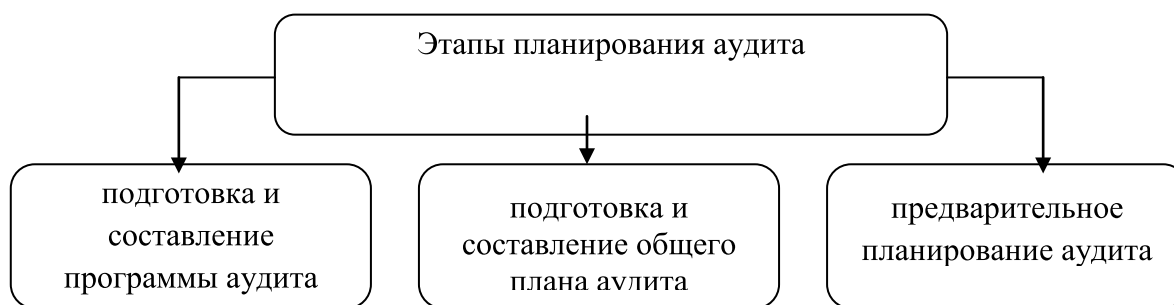 Этапы планирования аудита
подготовка и
составление
программы аудита
подготовка и
составление общего
плана аудита
предварительное
планирование аудита